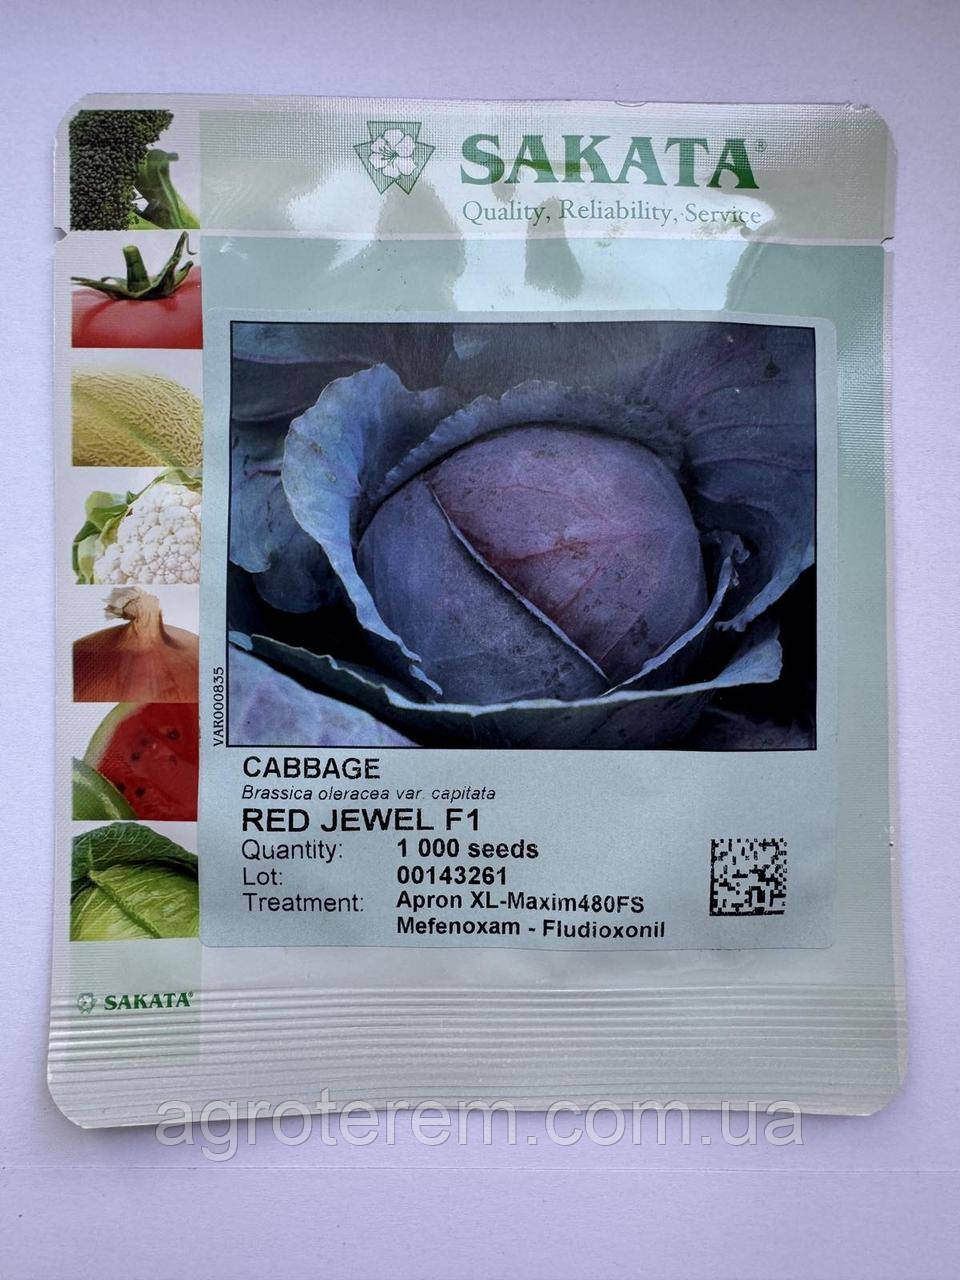 SAKATA®
Quality, Reliability, Service
VAR000835
CABBAGE
Brassica oleracea var. capitata
RED JEWEL F1
Quantity: 1 000 seeds
Lot: 00143261
Treatment: Apron XL-Maxim480FS
Mefenoxam - Fludioxonil
SAKATA®
agroterem.com.ua